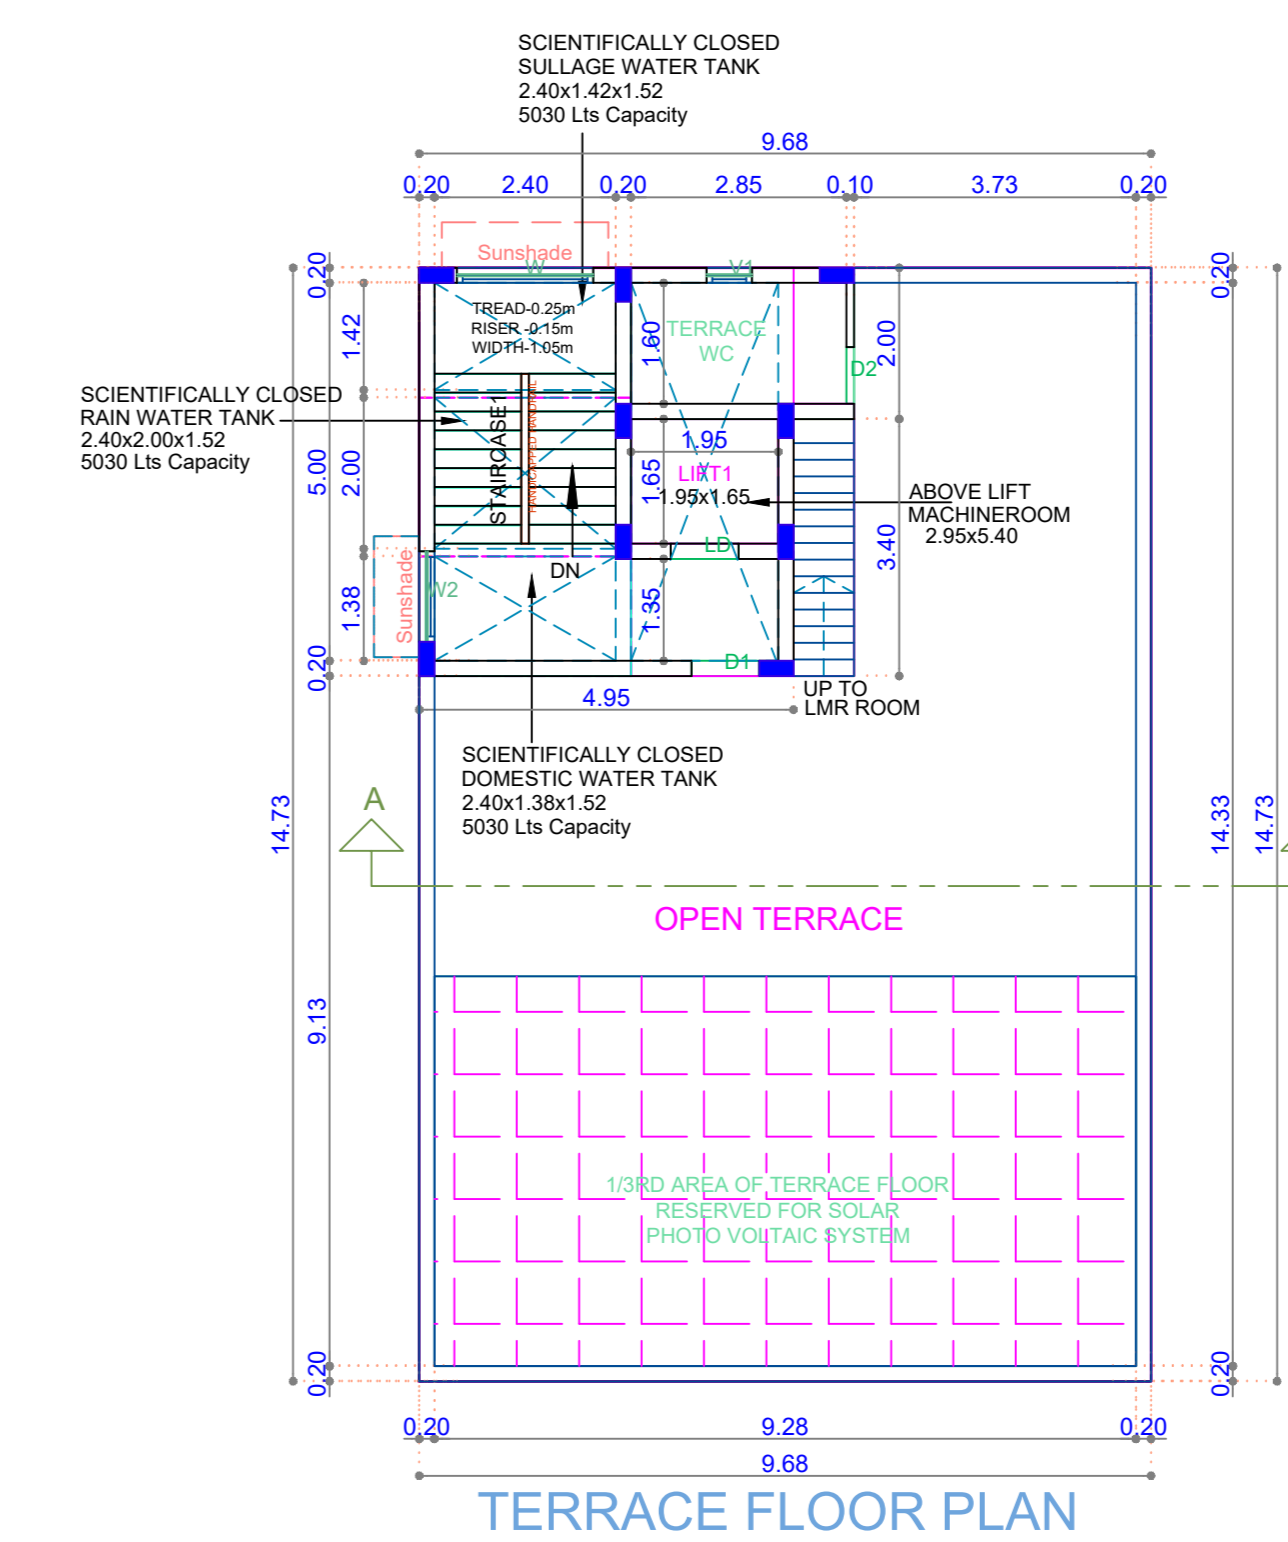 SCIENTIFICALLY CLOSED
SULLAGE WATER TANK
2.40x1.42x1.52
5030 Lts Capacity
9.68
0.20 2.40 0.20 2.85 0.10 3.73 0.20
Sunshade
W
V1
0.20
0.20
TREAD-0.25m
RISER -0.15m
WIDTH-1.05m
1.42
1.60
TERRACE
WC
2.00
D2
SCIENTIFICALLY CLOSED
RAIN WATER TANK
2.40x2.00x1.52
5030 Lts Capacity
5.00
2.00
STAIRCASE1
HANDICAPPED HANDRAIL
1.95
1.65
LIFT1
1.95x1.65
ABOVE LIFT
MACHINEROOM
2.95x5.40
3.40
LD
DN
Sunshade
W2
1.38
1.35
D1
0.20
4.95
UP TO
LMR ROOM
SCIENTIFICALLY CLOSED
DOMESTIC WATER TANK
2.40x1.38x1.52
5030 Lts Capacity
A
14.73
14.33
14.73
OPEN TERRACE
9.13
1/3RD AREA OF TERRACE FLOOR
RESERVED FOR SOLAR
PHOTO VOLTAIC SYSTEM
0.20
0.20
0.20 9.28 0.20
9.68
TERRACE FLOOR PLAN